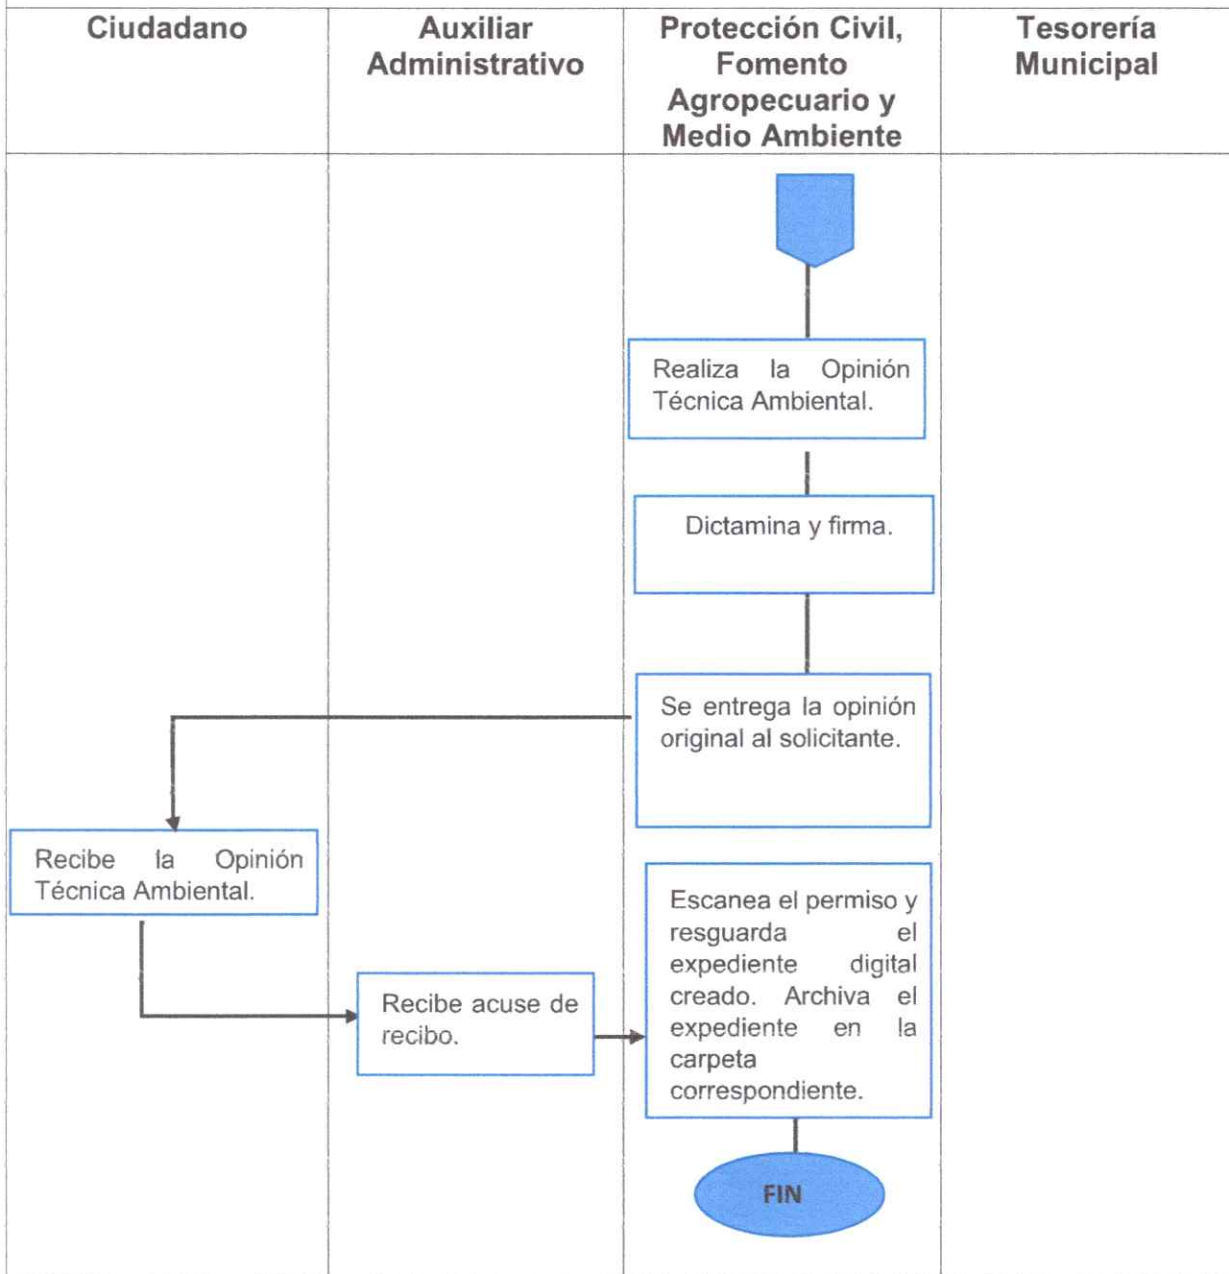 Ciudadano
Auxiliar
Administrativo
Protección Civil,
Fomento
Agropecuario y
Medio Ambiente
Tesorería
Municipal
Realiza la Opinión
Técnica Ambiental.
Dictamina y firma.
Se entrega la opinión
original al solicitante.
Recibe la Opinión
Técnica Ambiental.
Recibe acuse de
recibo.
Escanea el permiso y
resguarda el
expediente digital
creado. Archiva el
expediente en la
carpeta
correspondiente.
FIN